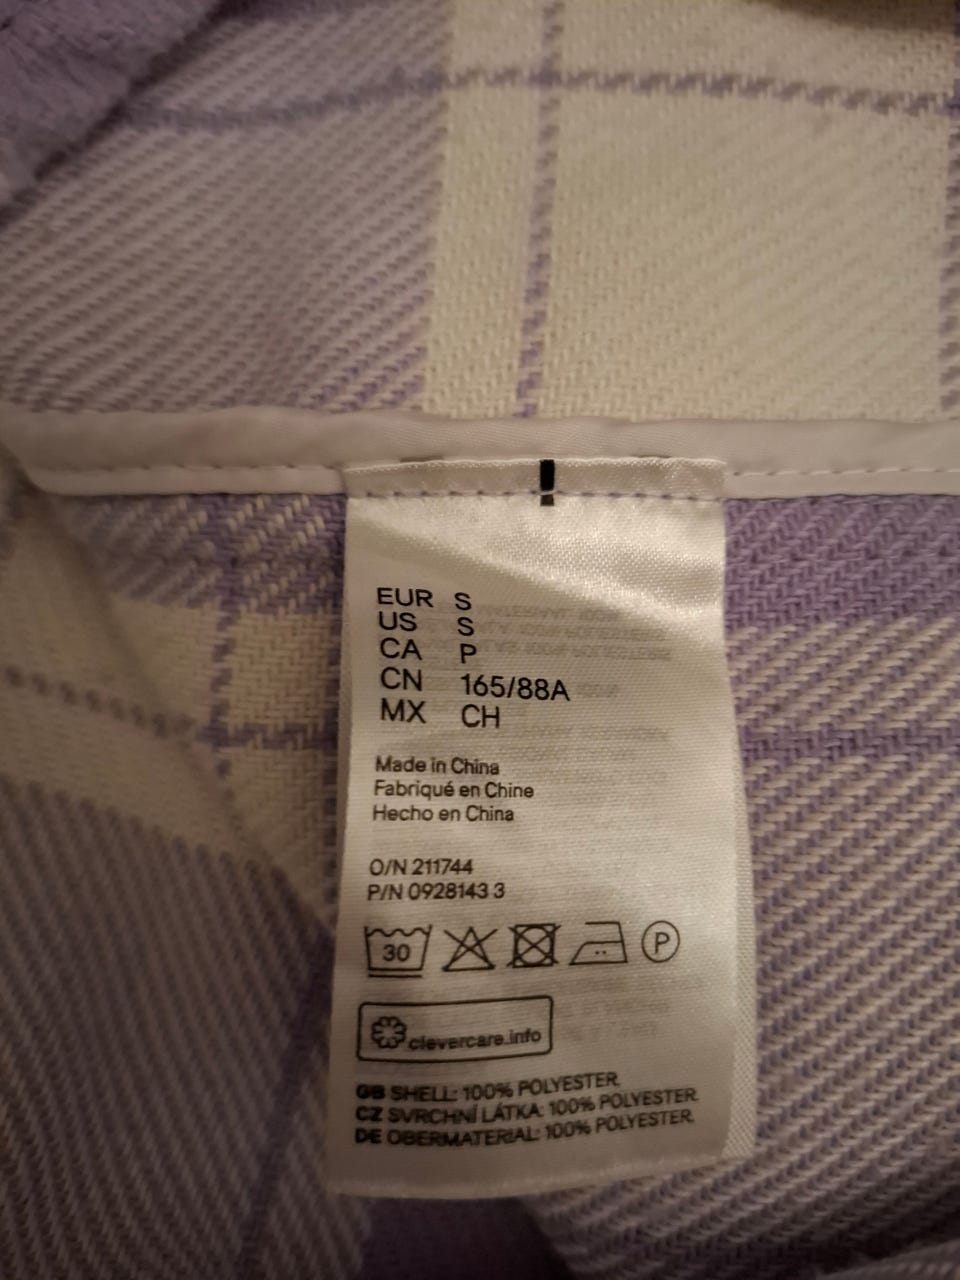 EUR S
US S
CA P
CN 165/88A
MX CH
Made in China
Fabriqué en Chine
Hecho en China
O/N 211744
P/N 0928143 3
30
P
clevercare.info
GB SHELL: 100% POLYESTER
CZ SVRCHNÍ LÁTKA: 100% POLYESTER
DE OBERMATERIAL: 100% POLYESTER